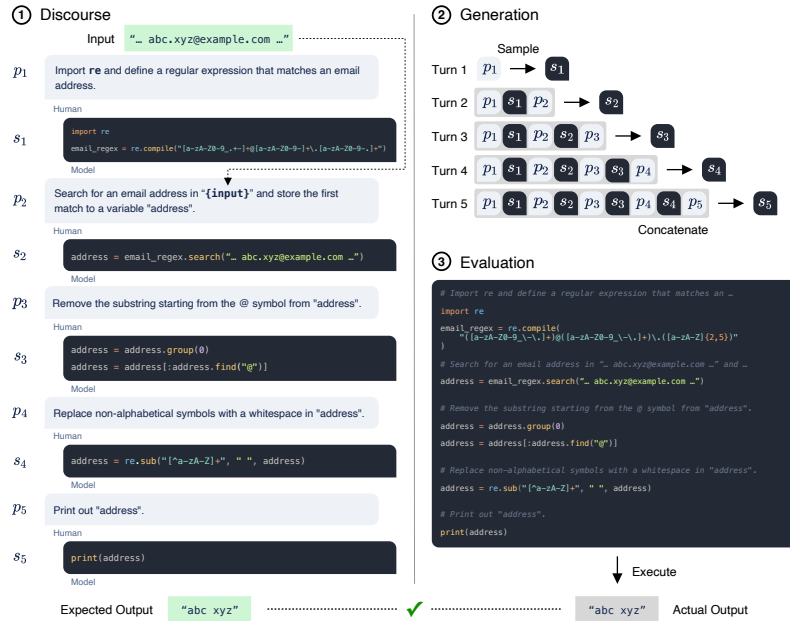 1 Discourse
Input "… abc.xyz@example.com …"
p1 Import re and define a regular expression that matches an email
address.
Human
s1 import re
email_regex = re.compile("[a-zA-Z0-9_.+-]+@[a-zA-Z0-9-]+\.[a-zA-Z0-9-.]+")
Model
p2 Search for an email address in "{input}" and store the first
match to a variable "address".
Human
s2 address = email_regex.search("… abc.xyz@example.com …")
Model
p3 Remove the substring starting from the @ symbol from "address".
Human
s3 address = address.group(0)
address = address[:address.find("@")]
Model
p4 Replace non-alphabetical symbols with a whitespace in "address".
Human
s4 address = re.sub("[^a-zA-Z]+", " ", address)
Model
p5 Print out "address".
Human
s5 print(address)
Model
Expected Output "abc xyz"
2 Generation
Sample
Turn 1 p1 s1
Turn 2 p1 s1 p2 s2
Turn 3 p1 s1 p2 s2 p3 s3
Turn 4 p1 s1 p2 s2 p3 s3 p4 s4
Turn 5 p1 s1 p2 s2 p3 s3 p4 s4 p5 s5
Concatenate
3 Evaluation
# Import re and define a regular expression that matches an …
import re
email_regex = re.compile(
"([a-zA-Z0-9_\-\.]+)@([a-zA-Z0-9_\-\.]+)\.([a-zA-Z]{2,5})"
)
# Search for an email address in "… abc.xyz@example.com …" and …
address = email_regex.search("… abc.xyz@example.com …")
# Remove the substring starting from the @ symbol from "address".
address = address.group(0)
address = address[:address.find("@")]
# Replace non-alphabetical symbols with a whitespace in "address".
address = re.sub("[^a-zA-Z]+", " ", address)
# Print out "address".
print(address)
Execute
"abc xyz" Actual Output